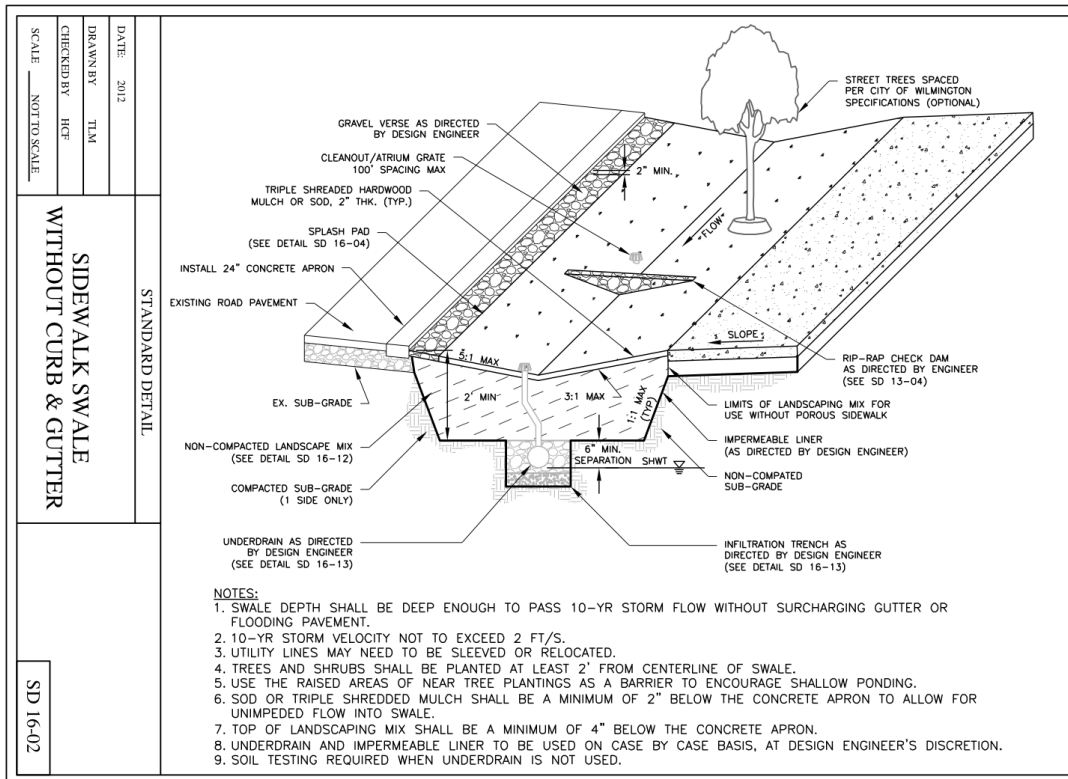 DATE: 2012
DRAWN BY TLM
CHECKED BY HCF
SCALE NOT TO SCALE
STANDARD DETAIL
SIDEWALK SWALE
WITHOUT CURB & GUTTER
SD 16-02
GRAVEL VERSE AS DIRECTED
BY DESIGN ENGINEER
CLEANOUT/ATRIUM GRATE
100' SPACING MAX
TRIPLE SHREADED HARDWOOD
MULCH OR SOD, 2" THK. (TYP.)
SPLASH PAD
(SEE DETAIL SD 16-04)
INSTALL 24" CONCRETE APRON
EXISTING ROAD PAVEMENT
EX. SUB-GRADE
NON-COMPACTED LANDSCAPE MIX
(SEE DETAIL SD 16-12)
COMPACTED SUB-GRADE
(1 SIDE ONLY)
UNDERDRAIN AS DIRECTED
BY DESIGN ENGINEER
(SEE DETAIL SD 16-13)
2" MIN.
"FLOW"
SLOPE
5:1 MAX
2' MIN
3:1 MAX
1:1 MAX
(TYP)
6" MIN.
SEPARATION SHWT
STREET TREES SPACED
PER CITY OF WILMINGTON
SPECIFICATIONS (OPTIONAL)
RIP-RAP CHECK DAM
AS DIRECTED BY ENGINEER
(SEE SD 13-04)
LIMITS OF LANDSCAPING MIX FOR
USE WITHOUT POROUS SIDEWALK
IMPERMEABLE LINER
(AS DIRECTED BY DESIGN ENGINEER)
NON-COMPATED
SUB-GRADE
INFILTRATION TRENCH AS
DIRECTED BY DESIGN ENGINEER
(SEE DETAIL SD 16-13)
NOTES:
1. SWALE DEPTH SHALL BE DEEP ENOUGH TO PASS 10-YR STORM FLOW WITHOUT SURCHARGING GUTTER OR
FLOODING PAVEMENT.
2. 10-YR STORM VELOCITY NOT TO EXCEED 2 FT/S.
3. UTILITY LINES MAY NEED TO BE SLEEVED OR RELOCATED.
4. TREES AND SHRUBS SHALL BE PLANTED AT LEAST 2' FROM CENTERLINE OF SWALE.
5. USE THE RAISED AREAS OF NEAR TREE PLANTINGS AS A BARRIER TO ENCOURAGE SHALLOW PONDING.
6. SOD OR TRIPLE SHREDDED MULCH SHALL BE A MINIMUM OF 2" BELOW THE CONCRETE APRON TO ALLOW FOR
UNIMPEDED FLOW INTO SWALE.
7. TOP OF LANDSCAPING MIX SHALL BE A MINIMUM OF 4" BELOW THE CONCRETE APRON.
8. UNDERDRAIN AND IMPERMEABLE LINER TO BE USED ON CASE BY CASE BASIS, AT DESIGN ENGINEER'S DISCRETION.
9. SOIL TESTING REQUIRED WHEN UNDERDRAIN IS NOT USED.